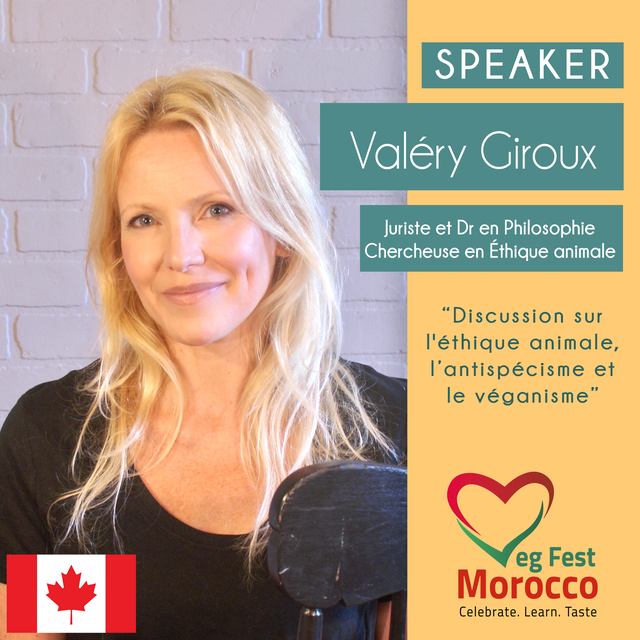 SPEAKER
Valéry Giroux
Juriste et Dr en Philosophie
Chercheuse en Éthique animale
“Discussion sur
l'éthique animale,
l’antispécisme et
le véganisme”
Veg Fest
Morocco
Celebrate. Learn. Taste